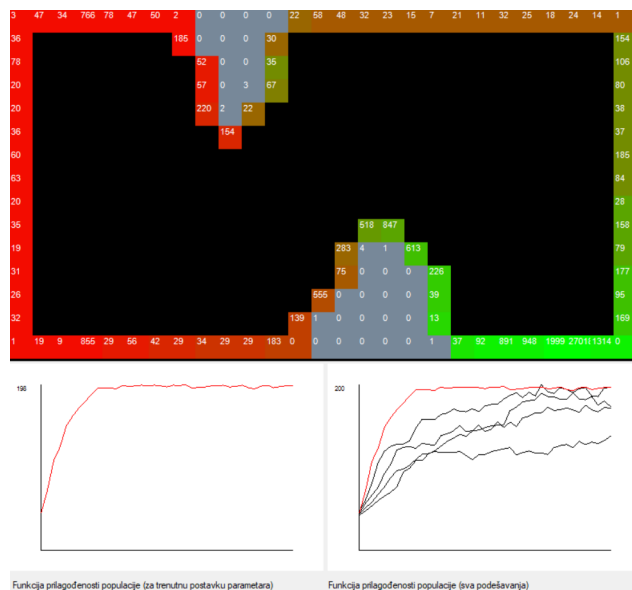 3 47 34 766 78 47 50 2 0 0 0 0 22 58 48 32 23 15 7 21 11 32 25 18 24 14 1
36 185 0 0 0 30 154
78 52 0 0 35 106
20 57 0 3 67 80
20 220 2 22 38
36 154 37
60 185
63 84
20 28
35 518 847 158
19 283 4 1 613 79
31 75 0 0 0 226 177
26 555 0 0 0 0 39 95
32 139 1 0 0 0 0 13 169
1 19 9 855 29 56 42 29 34 29 29 183 0 0 0 0 0 0 1 37 92 891 948 1999 2701 1314 0
198 200
Funkcija prilagođenosti populacije (za trenutnu postavku parametara) Funkcija prilagođenosti populacije (sva podešavanja)